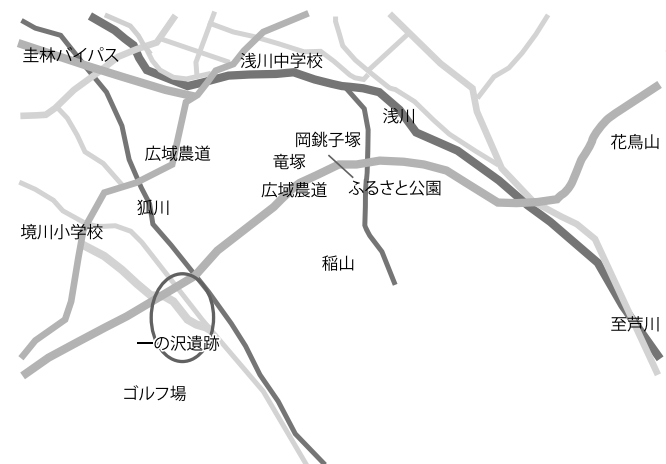 圭林バイパス
浅川中学校
浅川
岡銚子塚
花鳥山
広域農道
竜塚
広域農道
ふるさと公園
狐川
境川小学校
稲山
至芦川
一の沢遺跡
ゴルフ場